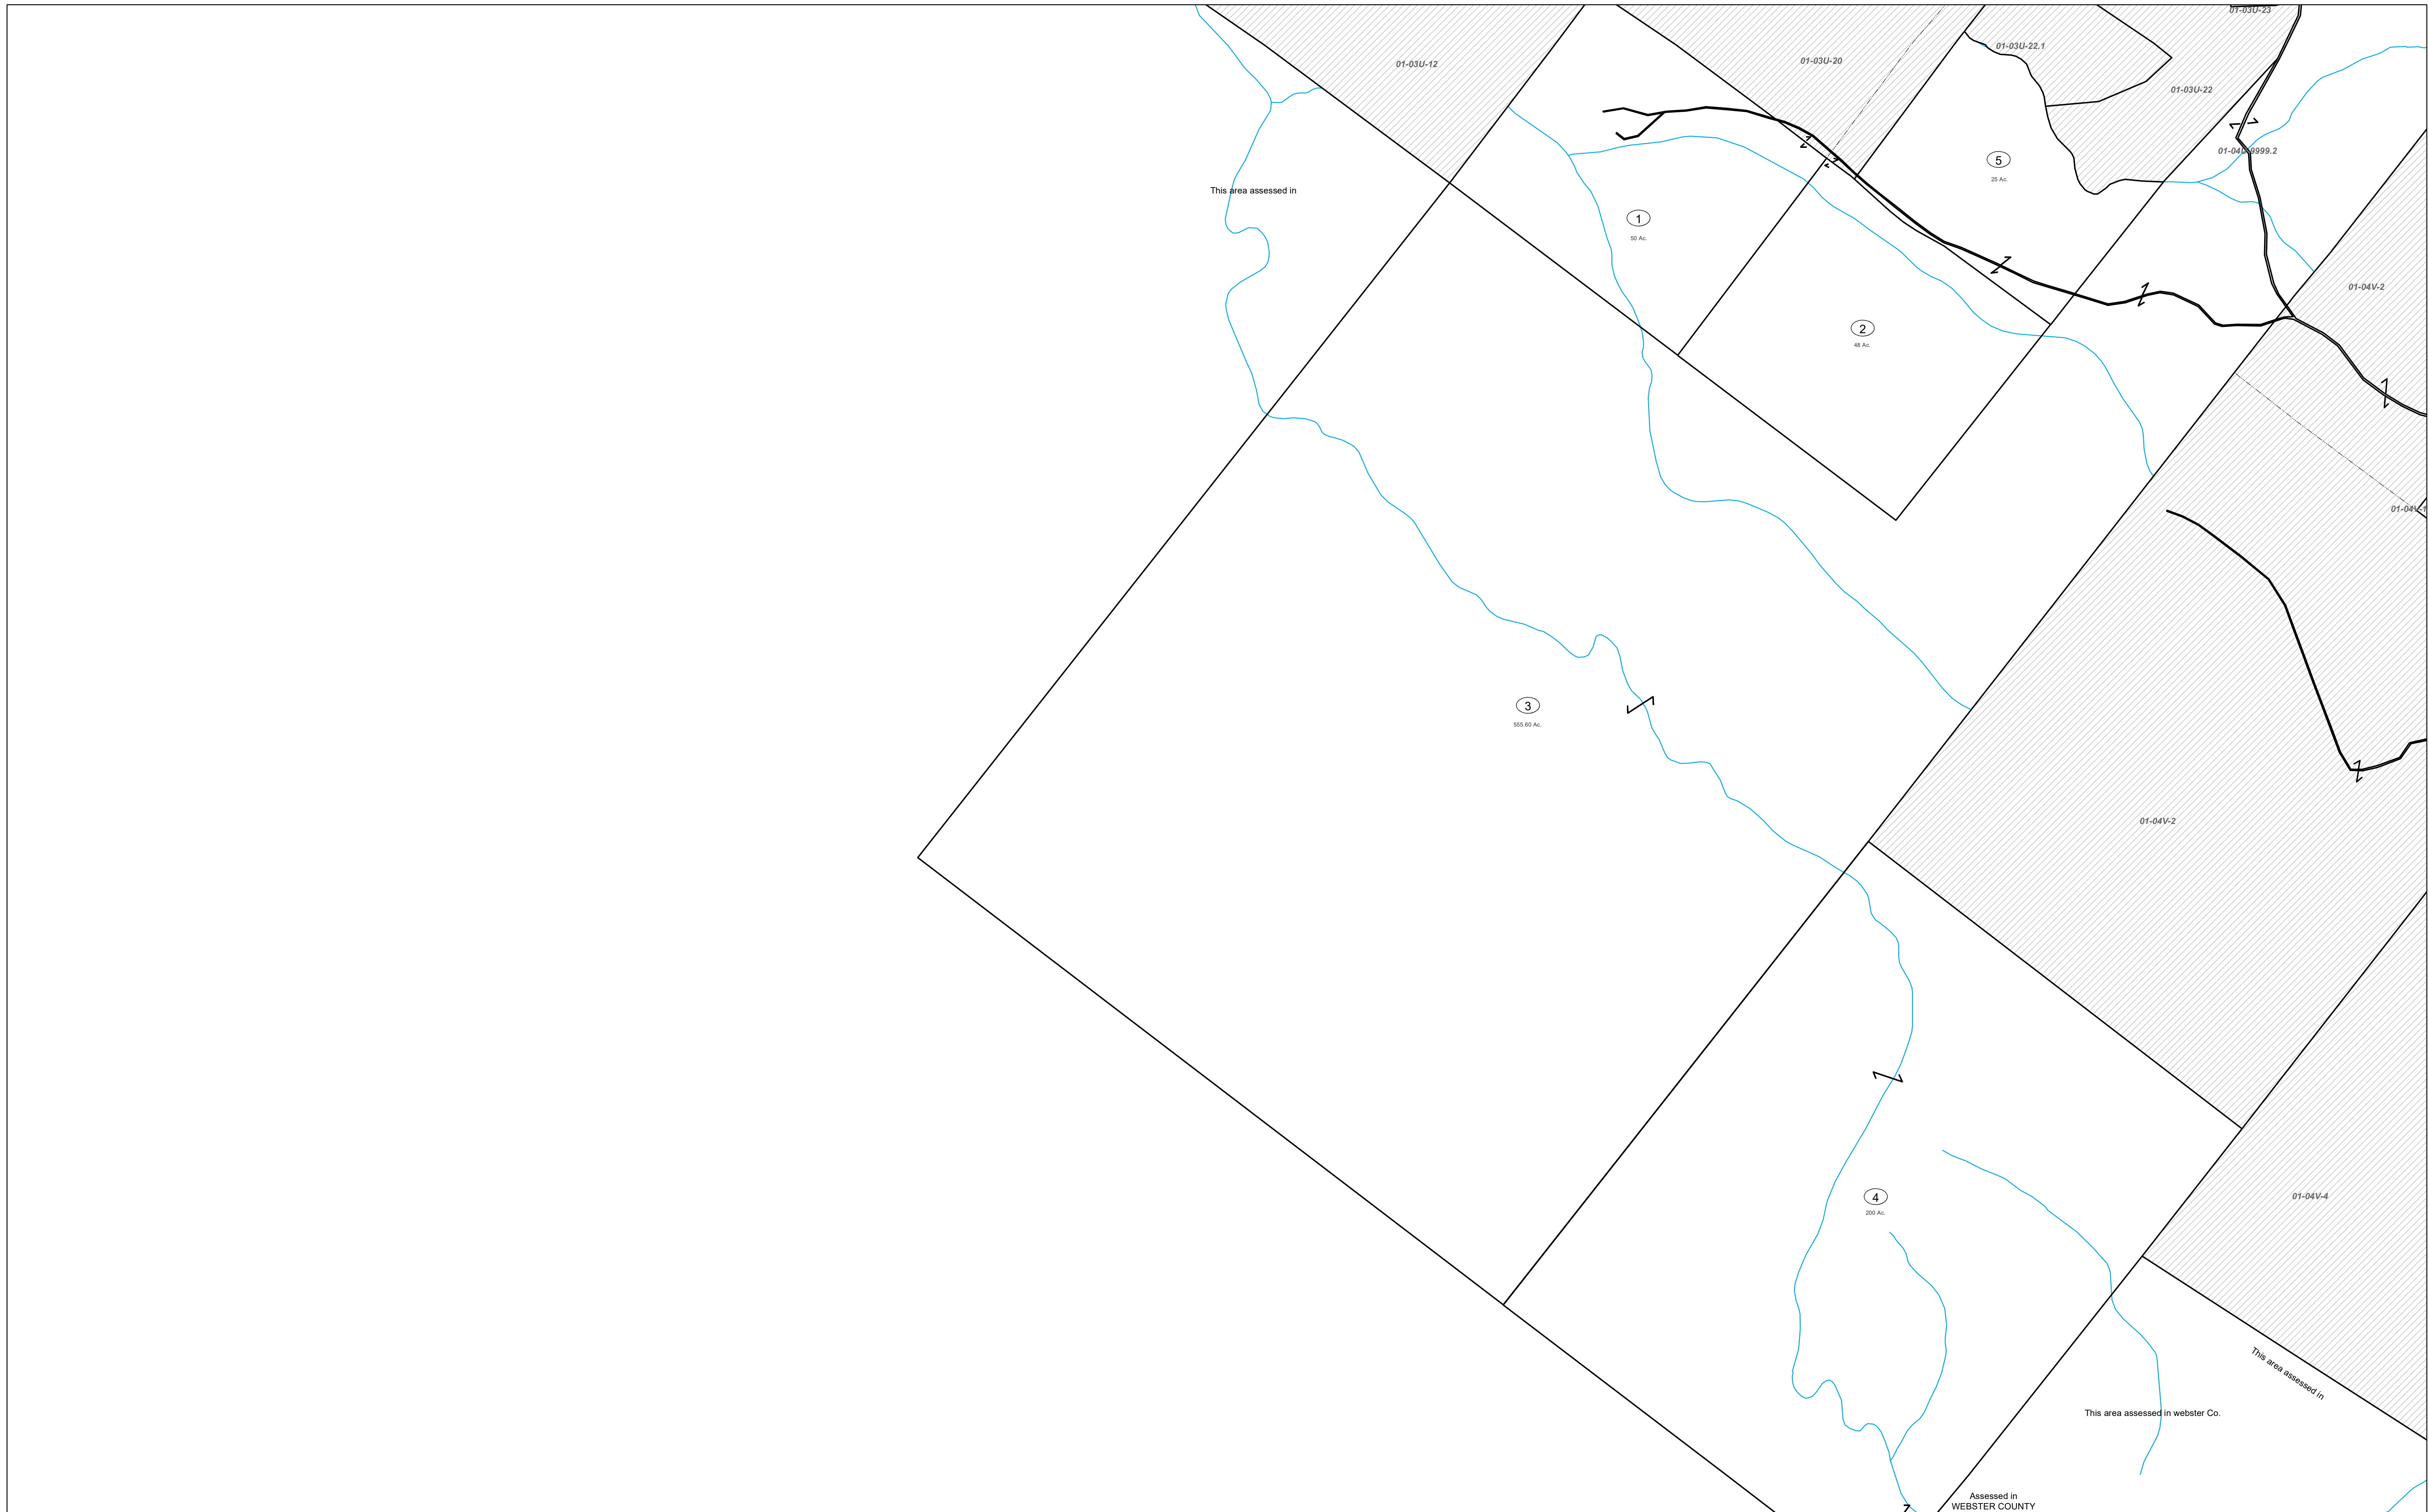 01-03U-23
01-03U-22.1
01-03U-12
01-03U-20
01-03U-22
5
25 Ac.
This area assessed in
1
50 Ac.
01-04V-2
2
48 Ac.
3
555.60 Ac.
01-04V-2
4
200 Ac.
01-04V-4
This area assessed in
This area assessed in webster Co.
Assessed in
WEBSTER COUNTY